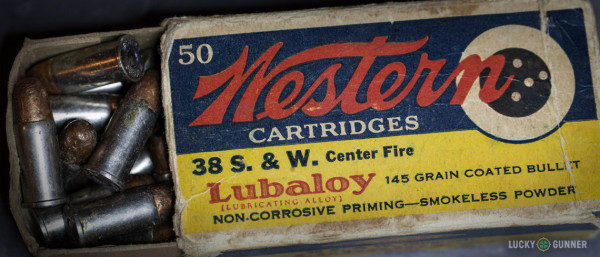 50
Western
CARTRIDGES
38 S. & W. Center Fire
Lubaloy 145 GRAIN COATED BULLET
[LUBRICATING ALLOY]
NON-CORROSIVE PRIMING—SMOKELESS POWDER
LUCKY GUNNER